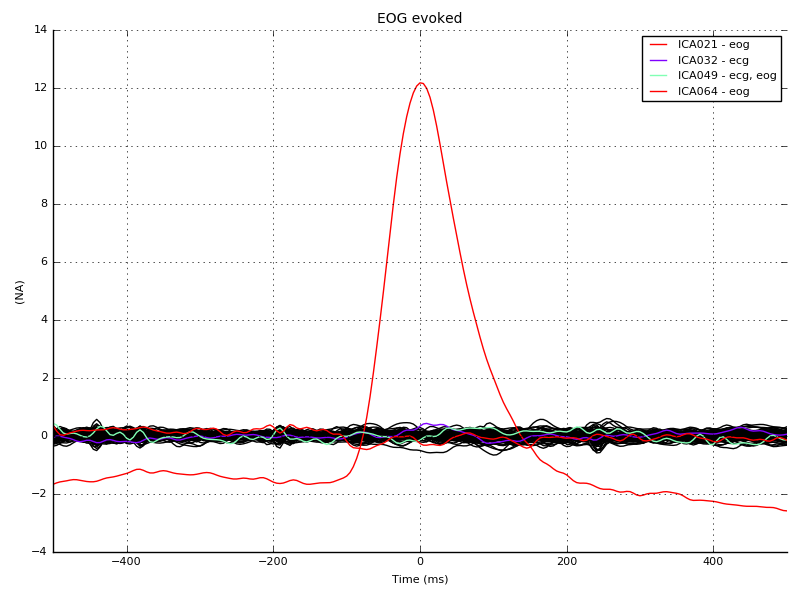 EOG evoked
14
12
10
8
6
4
2
0
−2
−4
(NA)
ICA021 - eog
ICA032 - ecg
ICA049 - ecg, eog
ICA064 - eog
−400
−200
0
200
400
Time (ms)